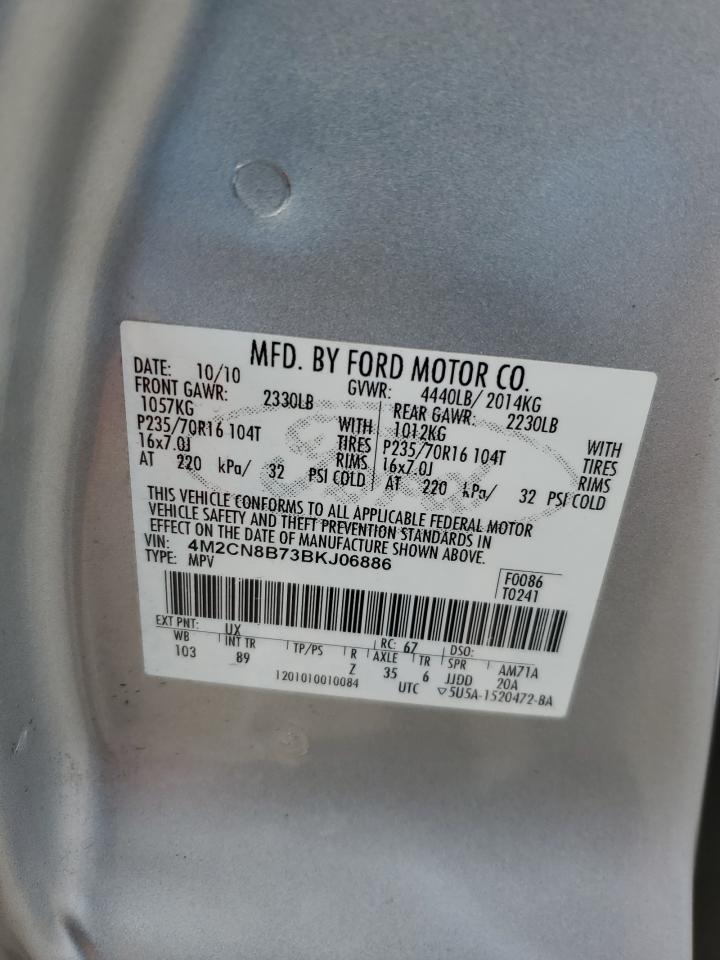 MFD. BY FORD MOTOR CO.
DATE: 10/10 GVWR: 4440LB/ 2014KG
FRONT GAWR: 2330LB REAR GAWR: 2230LB
1057KG WITH 1012KG WITH
P235/70R16 104T TIRES P235/70R16 104T TIRES
16x7.0J RIMS 16x7.0J RIMS
AT 220 kPa/ 32 PSI COLD AT 220 kPa/ 32 PSI COLD
THIS VEHICLE CONFORMS TO ALL APPLICABLE FEDERAL MOTOR
VEHICLE SAFETY AND THEFT PREVENTION STANDARDS IN
EFFECT ON THE DATE OF MANUFACTURE SHOWN ABOVE.
VIN: 4M2CN8B73BKJ06886
TYPE: MPV
F0086
T0241
EXT PNT: UX RC: 67 DSO:
WB INT TR TP/PS R AXLE TR SPR AM71A
103 89 Z 35 6 JJDD 20A
1201010010084 UTC ▽5U5A-1520472-BA